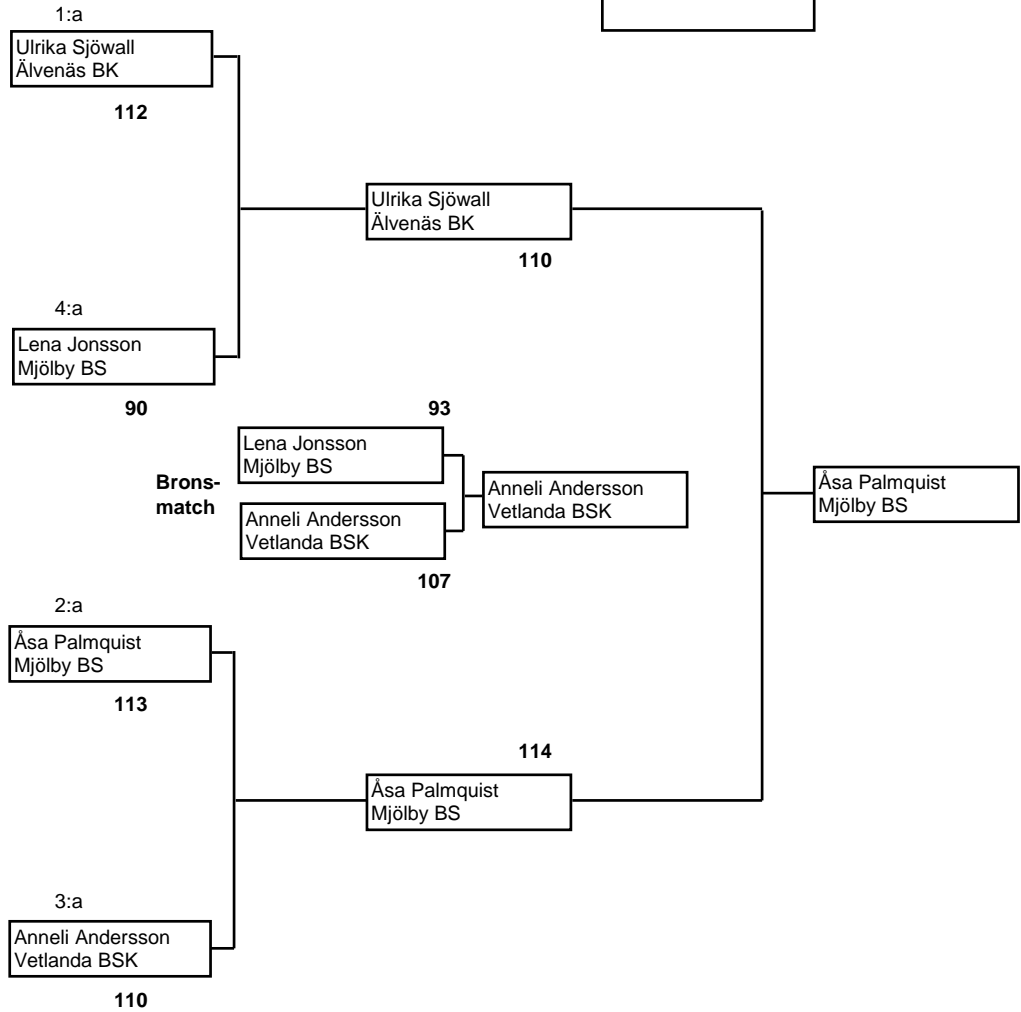 1:a
Ulrika Sjöwall
Älvenäs BK
112
Ulrika Sjöwall
Älvenäs BK
110
4:a
Lena Jonsson
Mjölby BS
90
93
Lena Jonsson
Mjölby BS
Brons-
match
Anneli Andersson
Vetlanda BSK
107
Anneli Andersson
Vetlanda BSK
Åsa Palmquist
Mjölby BS
2:a
Åsa Palmquist
Mjölby BS
113
114
Åsa Palmquist
Mjölby BS
3:a
Anneli Andersson
Vetlanda BSK
110